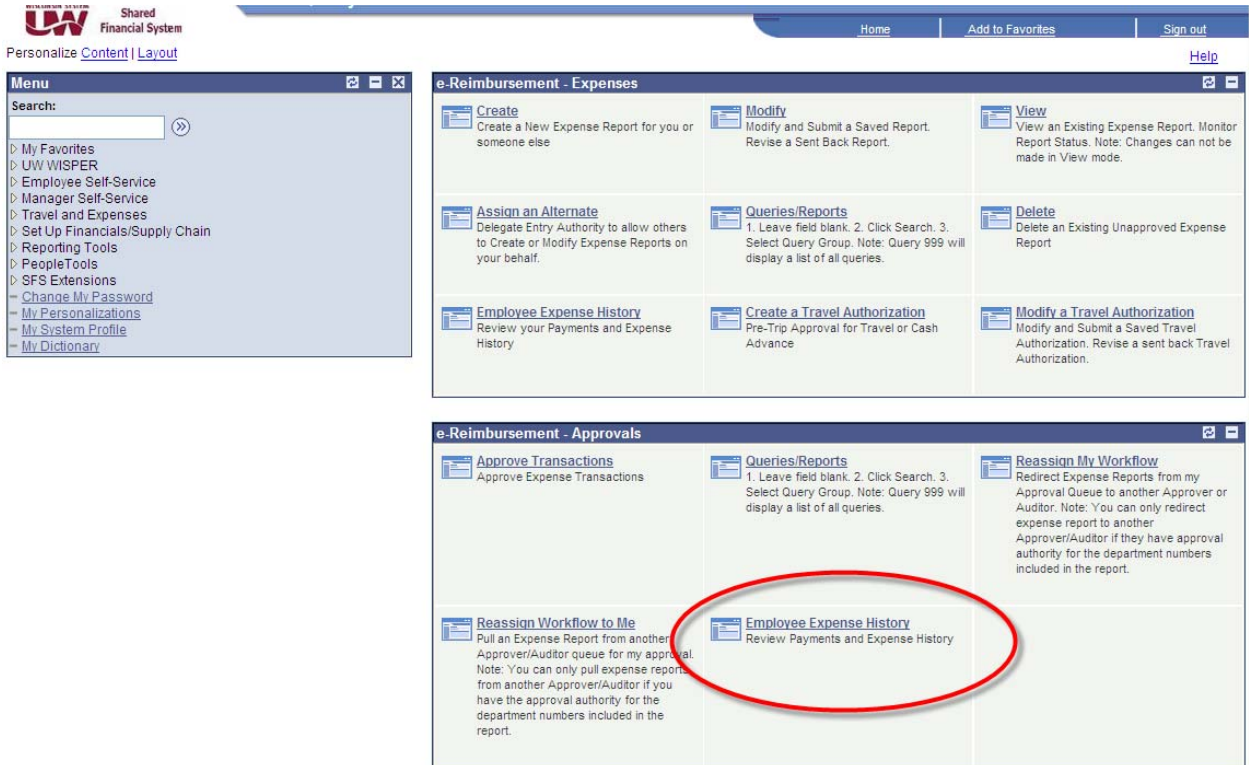 WISCONSIN SYSTEM
UW
Shared
Financial System
Home
Add to Favorites
Sign out
Personalize Content | Layout
Help
Menu
Search:
My Favorites
UW WISPER
Employee Self-Service
Manager Self-Service
Travel and Expenses
Set Up Financials/Supply Chain
Reporting Tools
PeopleTools
SFS Extensions
Change My Password
My Personalizations
My System Profile
My Dictionary
e-Reimbursement - Expenses
Create
Create a New Expense Report for you or
someone else
Modify
Modify and Submit a Saved Report.
Revise a Sent Back Report.
View
View an Existing Expense Report. Monitor
Report Status. Note: Changes can not be
made in View mode.
Assign an Alternate
Delegate Entry Authority to allow others
to Create or Modify Expense Reports on
your behalf.
Queries/Reports
1. Leave field blank. 2. Click Search. 3.
Select Query Group. Note: Query 999 will
display a list of all queries.
Delete
Delete an Existing Unapproved Expense
Report
Employee Expense History
Review your Payments and Expense
History
Create a Travel Authorization
Pre-Trip Approval for Travel or Cash
Advance
Modify a Travel Authorization
Modify and Submit a Saved Travel
Authorization. Revise a sent back Travel
Authorization.
e-Reimbursement - Approvals
Approve Transactions
Approve Expense Transactions
Queries/Reports
1. Leave field blank. 2. Click Search. 3.
Select Query Group. Note: Query 999 will
display a list of all queries.
Reassign My Workflow
Redirect Expense Reports from my
Approval Queue to another Approver or
Auditor. Note: You can only redirect
expense report to another
Approver/Auditor if they have approval
authority for the department numbers
included in the report.
Reassign Workflow to Me
Pull an Expense Report from another
Approver/Auditor queue for my approval.
Note: You can only pull expense reports
from another Approver/Auditor if you
have the approval authority for the
department numbers included in the
report.
Employee Expense History
Review Payments and Expense History